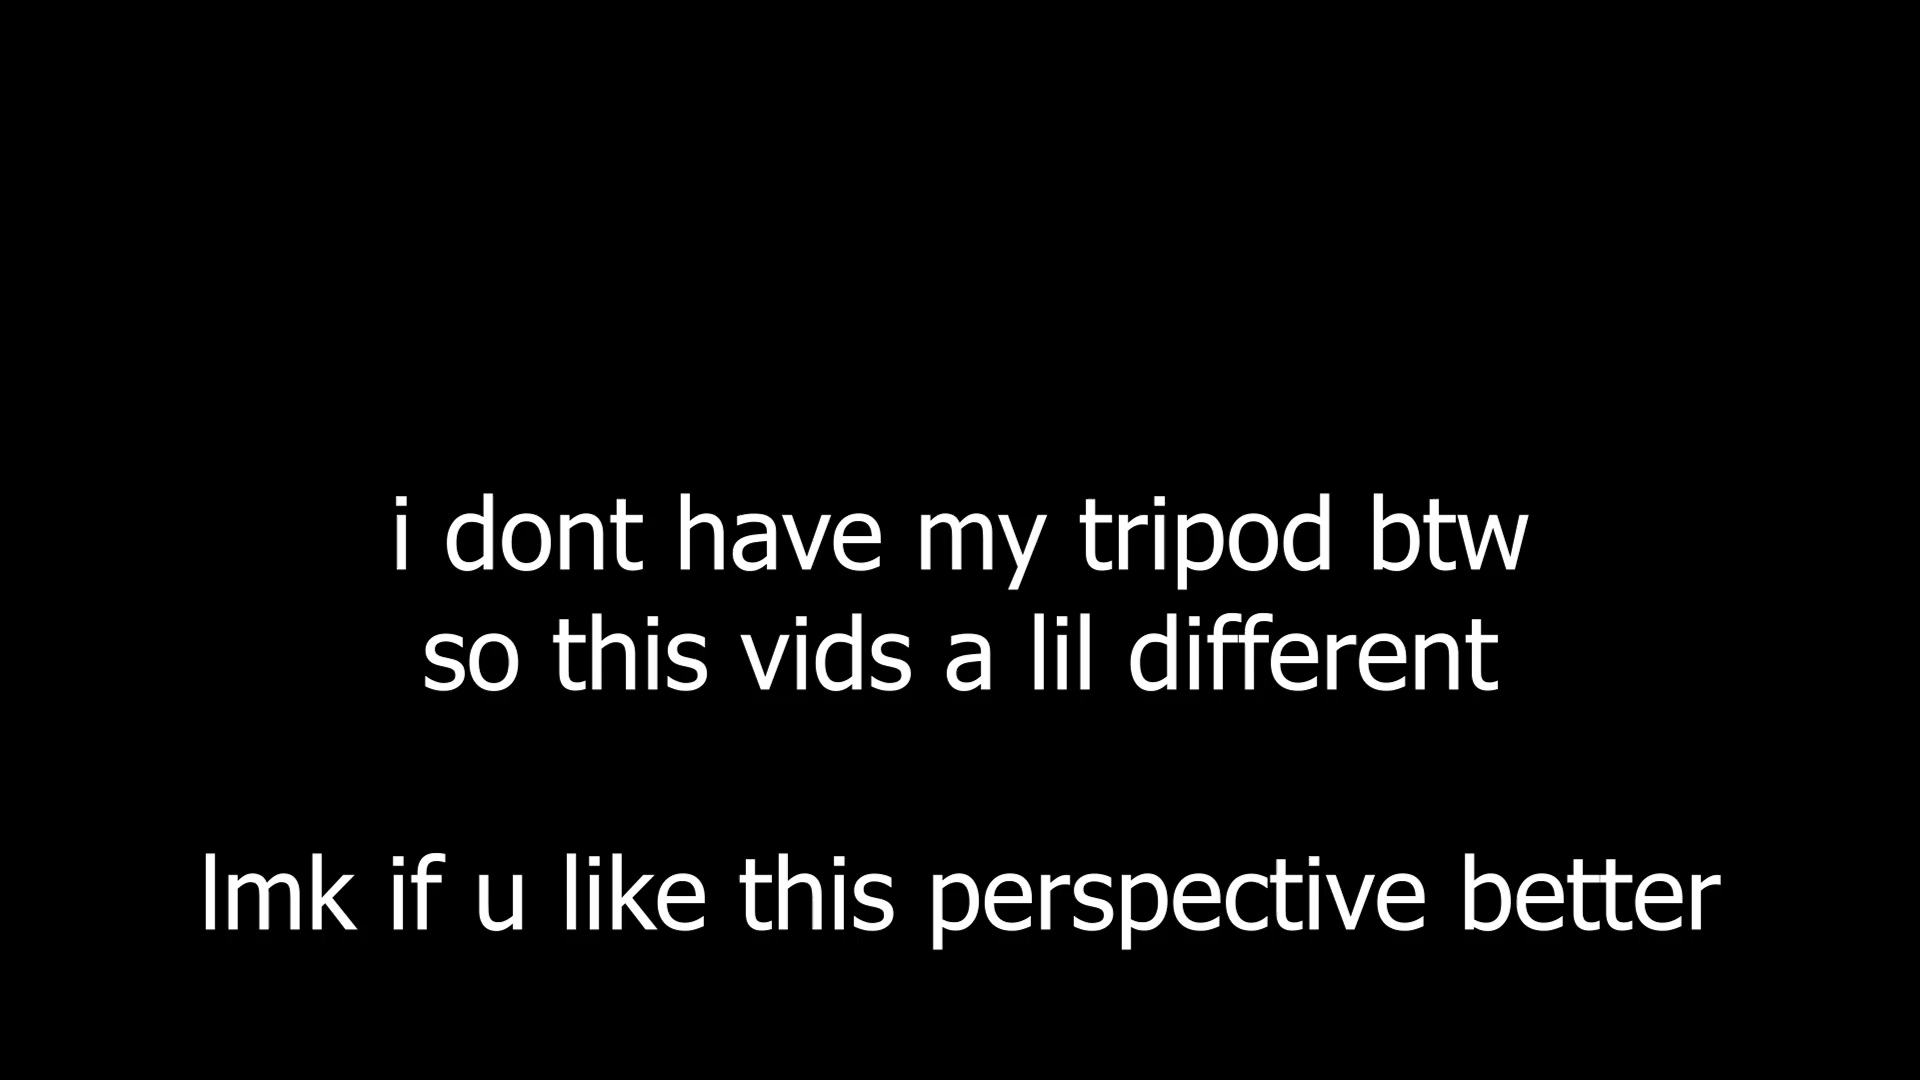 i dont have my tripod btw
so this vids a lil different
lmk if u like this perspective better